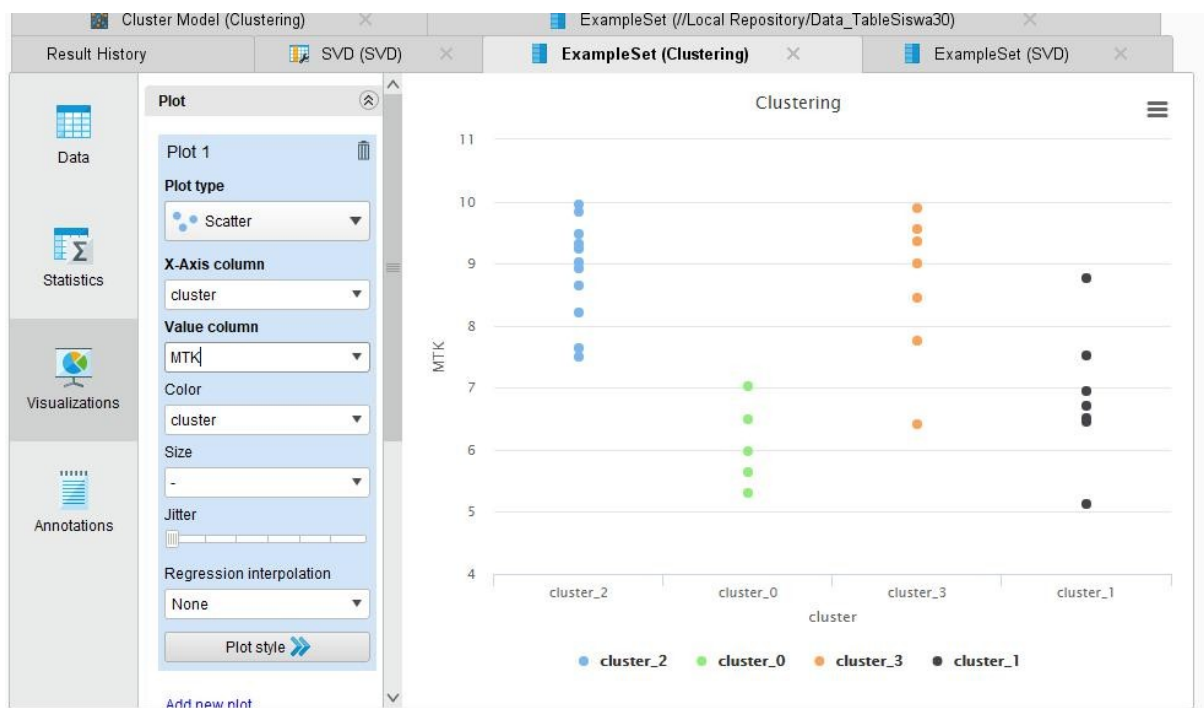 Cluster Model (Clustering)
ExampleSet (//Local Repository/Data_TableSiswa30)
Result History
SVD (SVD)
ExampleSet (Clustering)
ExampleSet (SVD)
Data
Statistics
Visualizations
Annotations
Plot
Plot 1
Plot type
Scatter
X-Axis column
cluster
Value column
MTK
Color
cluster
Size
-
Jitter
Regression interpolation
None
Plot style
Add new plot
Clustering
11
10
9
8
7
6
5
4
MTK
cluster_2 cluster_0 cluster_3 cluster_1
cluster
cluster_2 cluster_0 cluster_3 cluster_1